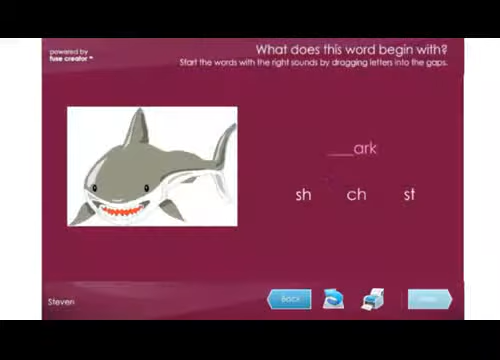 powered by
fuse creator™
What does this word begin with?
Start the words with the right sounds by dragging letters into the gaps.
___ark
sh ch st
Steven
Back